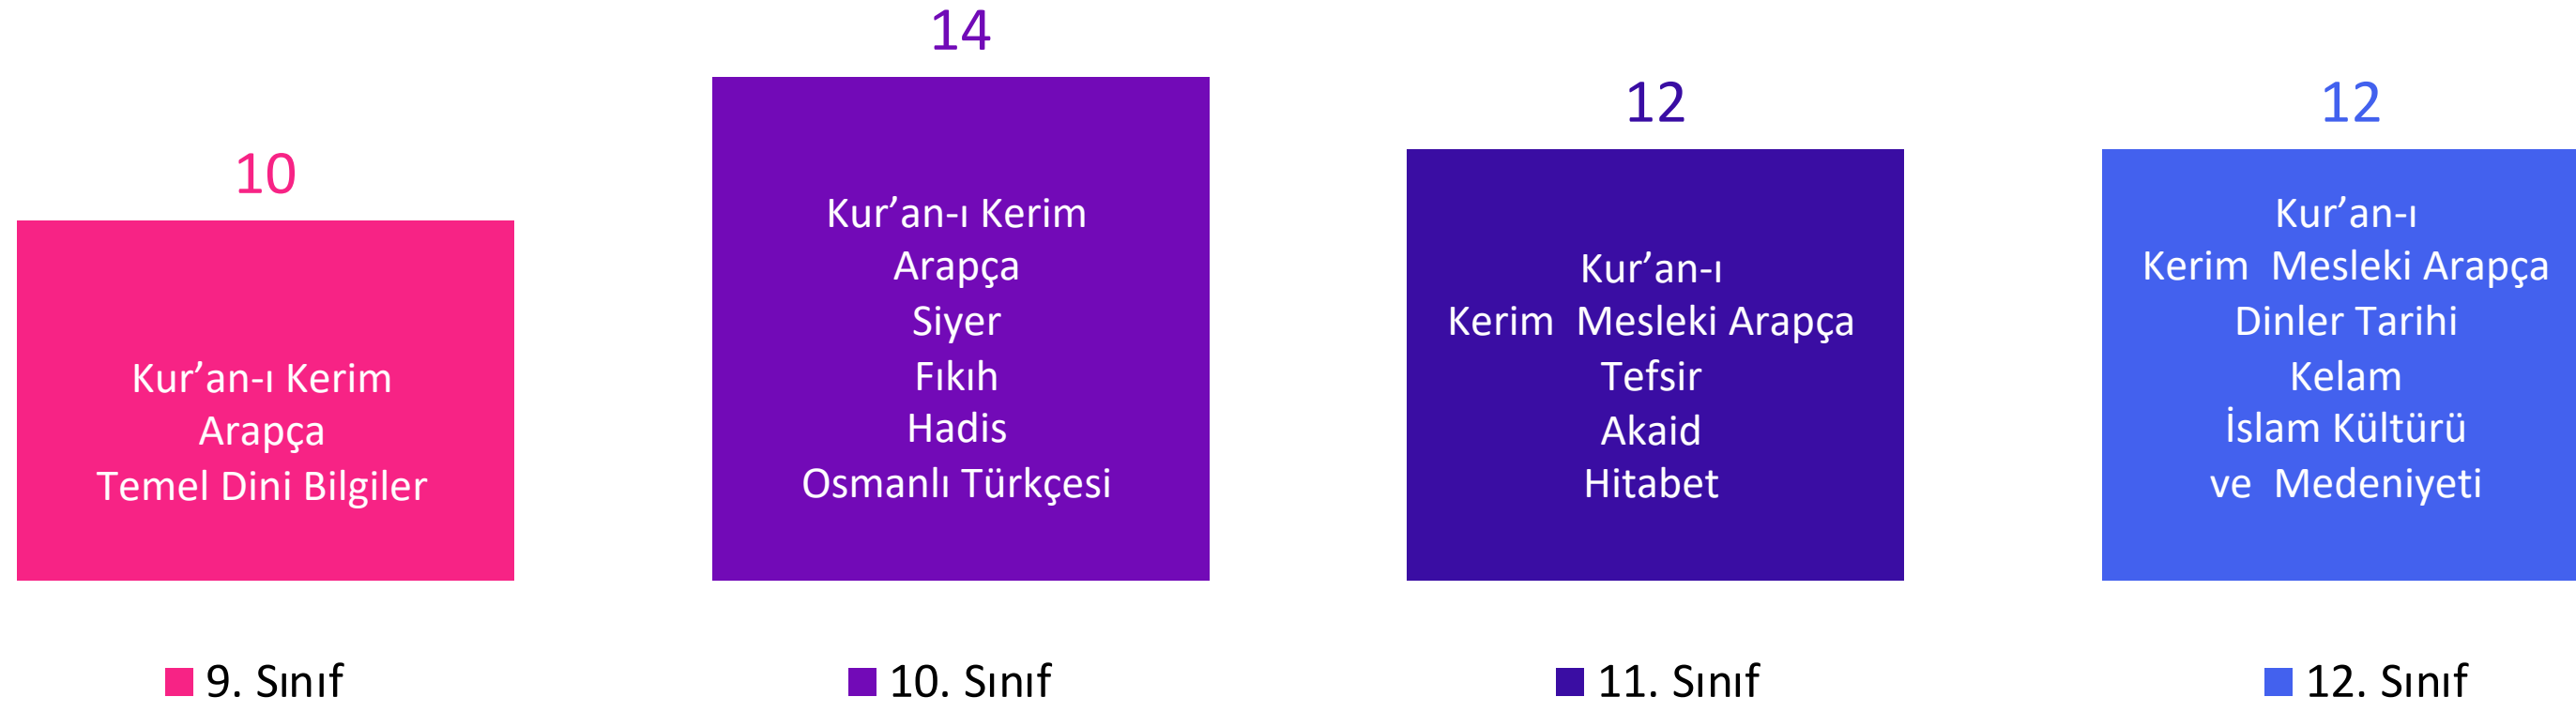 10
Kur’an-ı Kerim
Arapça
Temel Dini Bilgiler
9. Sınıf
14
Kur’an-ı Kerim
Arapça
Siyer
Fıkıh
Hadis
Osmanlı Türkçesi
10. Sınıf
12
Kur’an-ı
Kerim  Mesleki Arapça
Tefsir
Akaid
Hitabet
11. Sınıf
12
Kur’an-ı
Kerim  Mesleki Arapça
Dinler Tarihi
Kelam
İslam Kültürü
ve  Medeniyeti
12. Sınıf